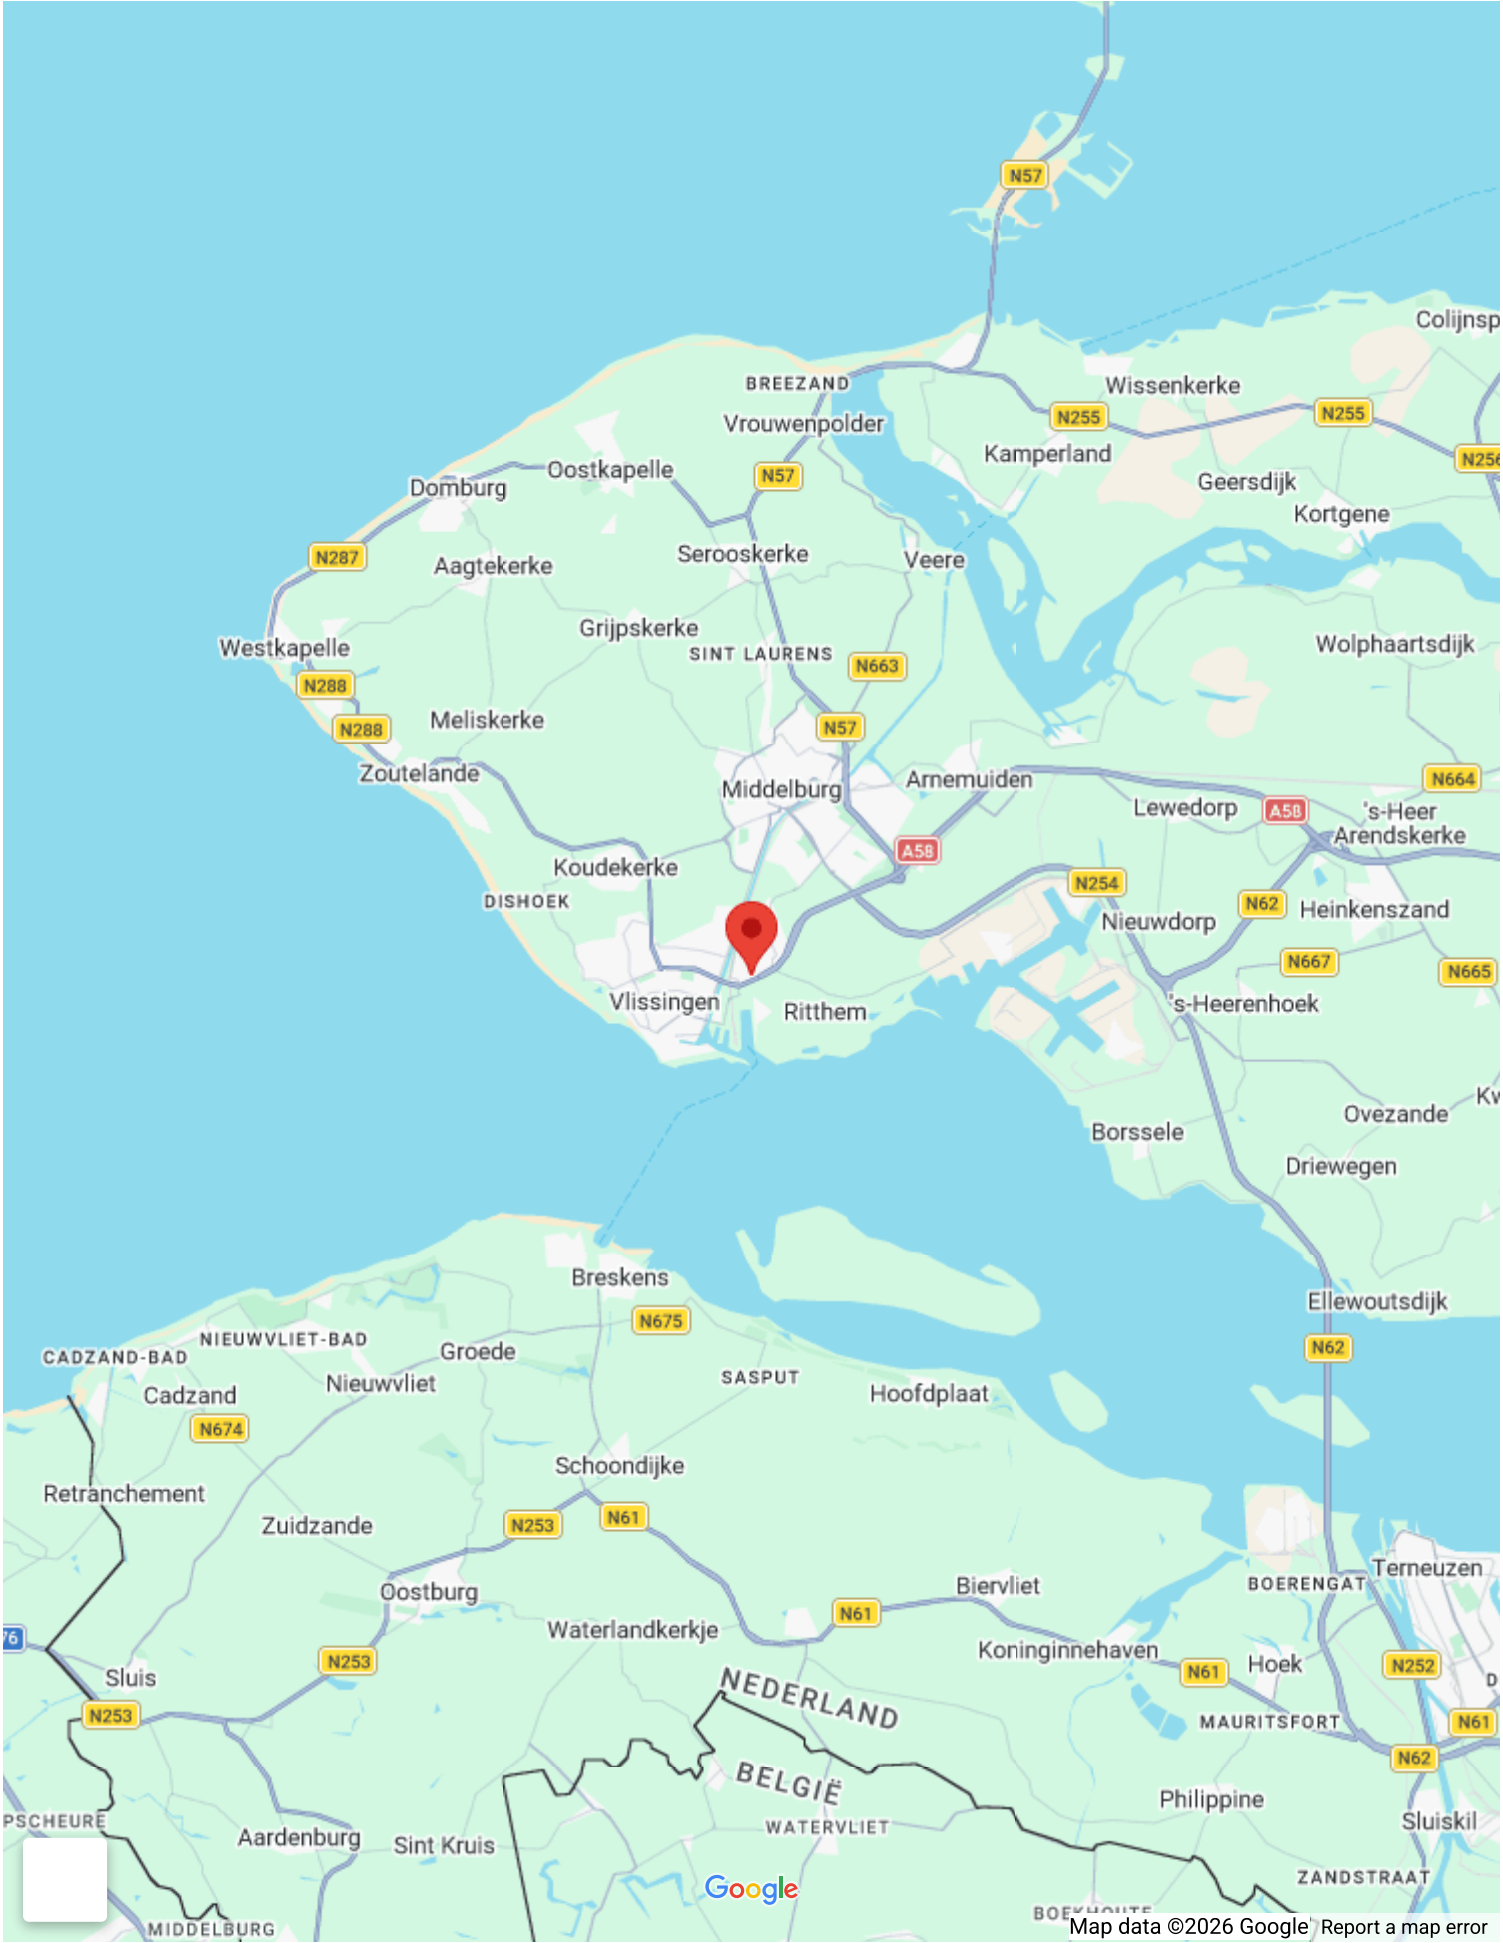 N57
Colijnsp
BREEZAND
Wissenkerke
N255
N255
Vrouwenpolder
Kamperland
N256
Oostkapelle
N57
Domburg
Geersdijk
Kortgene
N287
Serooskerke
Veere
Aagtekerke
Grijpskerke
Westkapelle
SINT LAURENS
N663
Wolphaartsdijk
N288
Meliskerke
N288
N57
Zoutelande
Middelburg
Arnemuiden
N664
Lewedorp
A58
's-Heer
Arendskerke
A58
Koudekerke
N254
DISHOEK
N62
Heinkenszand
Nieuwdorp
N667
N665
Vlissingen
Ritthem
's-Heerenhoek
Kw
Ovezande
Borssele
Driewegen
Breskens
Ellewoutsdijk
N675
NIEUWVLIET-BAD
N62
CADZAND-BAD
Groede
SASPUT
Cadzand
Nieuwvliet
Hoofdplaat
N674
Schoondijke
Retranchement
N61
Zuidzande
N253
Terneuzen
BOERENGAT
Oostburg
Biervliet
N61
Waterlandkerkje
76
Koninginnehaven
N253
Sluis
N61
Hoek
N252
D
NEDERLAND
N253
MAURITSFORT
N61
N62
BELGIË
Philippine
PSCHEURE
WATERVLIET
Sluiskil
Aardenburg
Sint Kruis
ZANDSTRAAT
Google
BOEKHOUTE
MIDDELBURG
Map data ©2026 Google
Report a map error